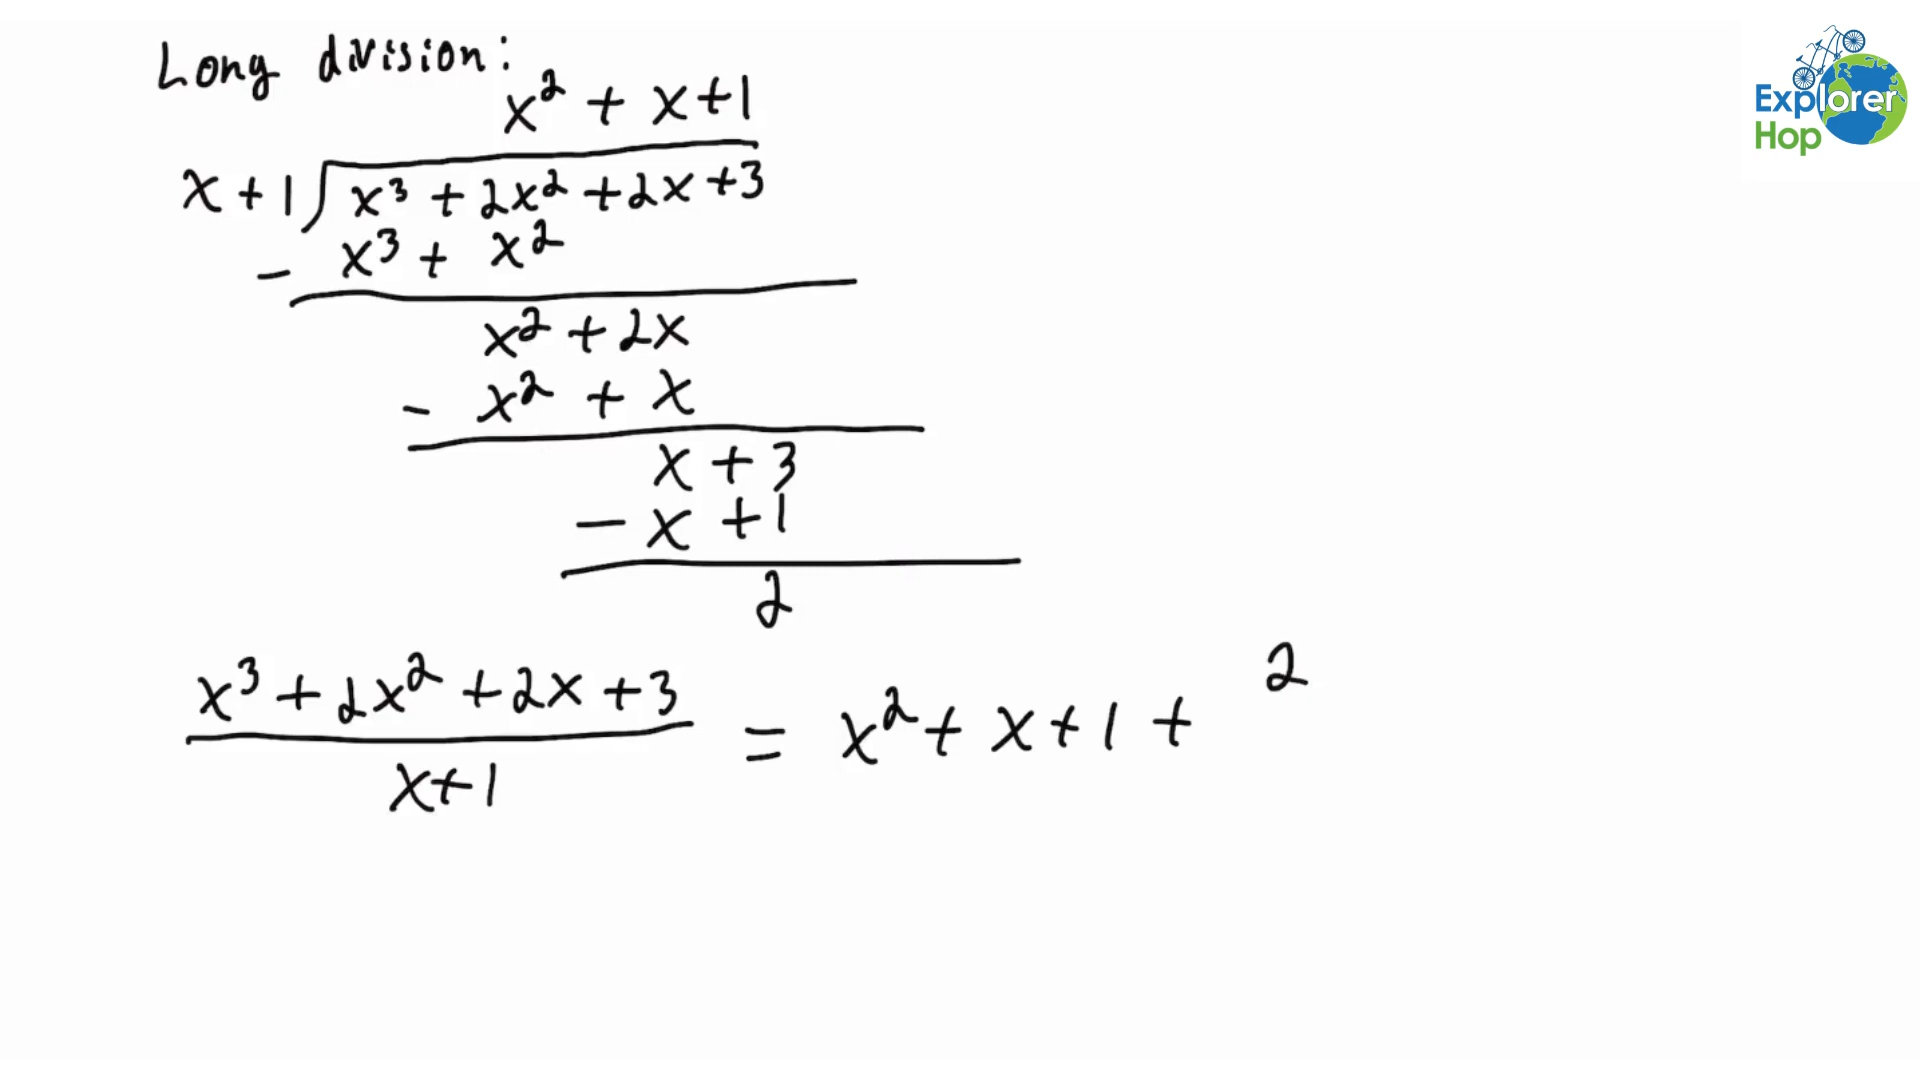 Long division:
x² + x+1
x+1 x³ + 2x² +2x +3
- x³ + x²
x² + 2x
- x² + x
x + 3
- x +1
2
x³ + 2x² +2x +3 2
= x² + x+1 +
x+1
Explorer
Hop